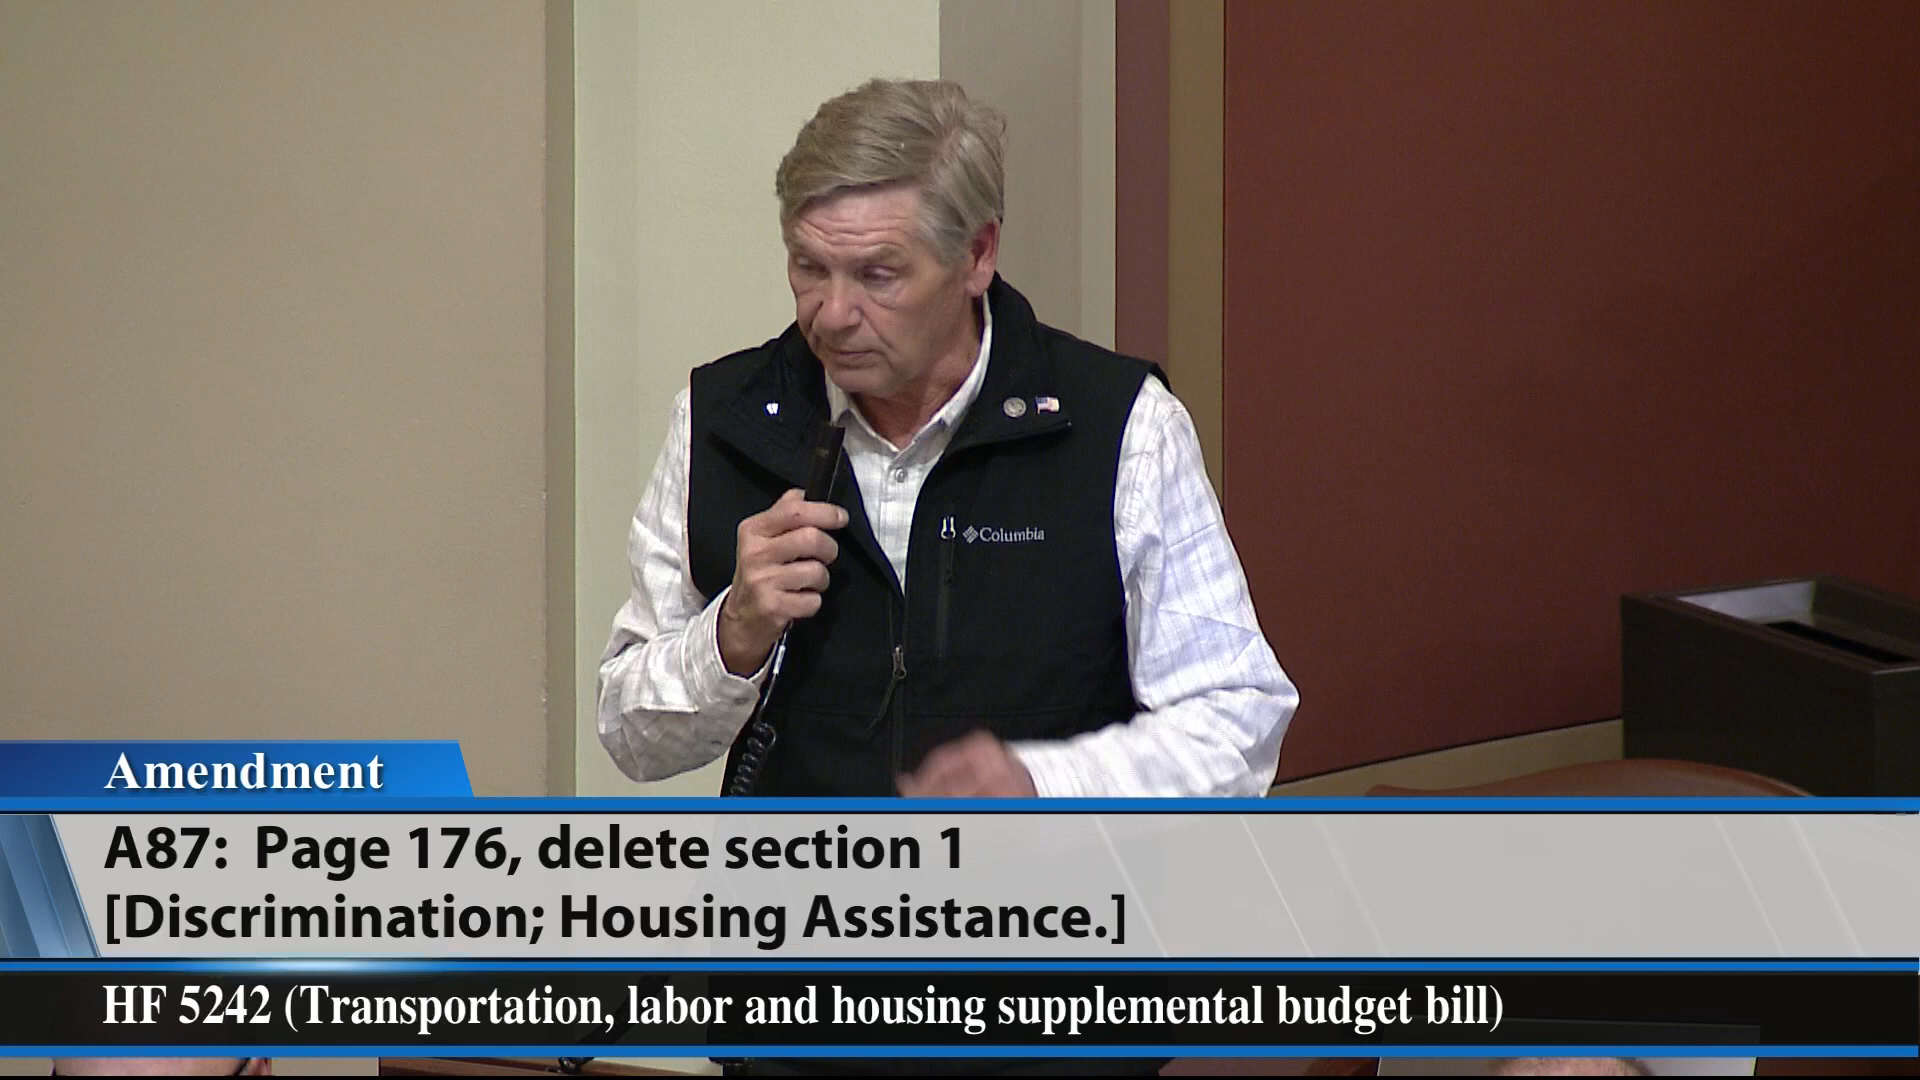 Columbia
Amendment
A87: Page 176, delete section 1
[Discrimination; Housing Assistance.]
HF 5242 (Transportation, labor and housing supplemental budget bill)